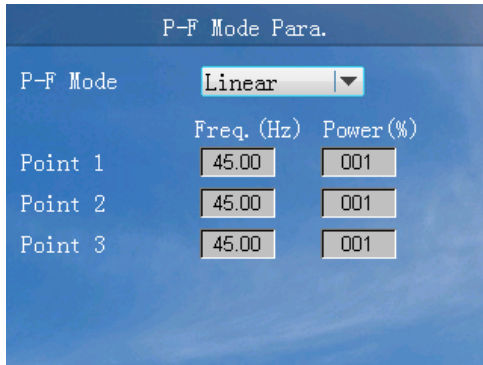 P-F Mode Para.
P-F Mode Linear
Freq.(Hz) Power(%)
Point 1 45.00 001
Point 2 45.00 001
Point 3 45.00 001